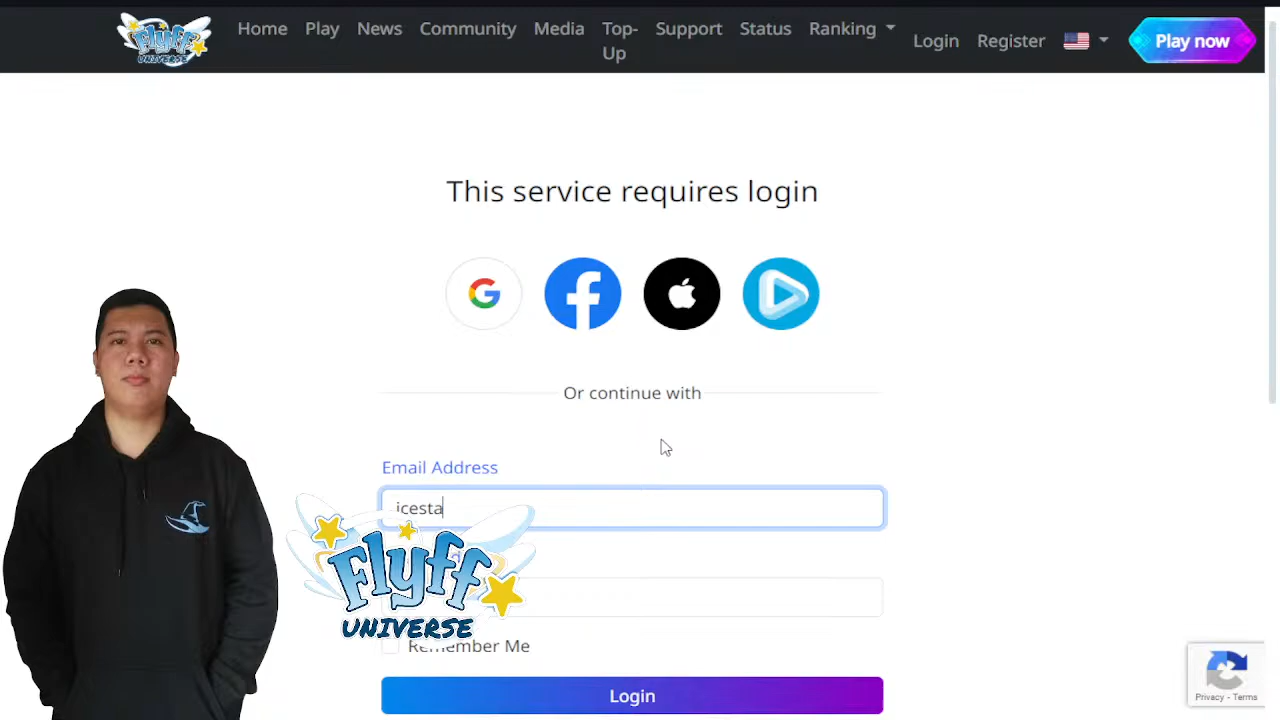 Flyff
UNIVERSE
Home Play News Community Media Top-Up Support Status Ranking Login Register Play now
This service requires login
Or continue with
Email Address
icesta
Flyff
UNIVERSE
Remember Me
Login
Privacy - Terms